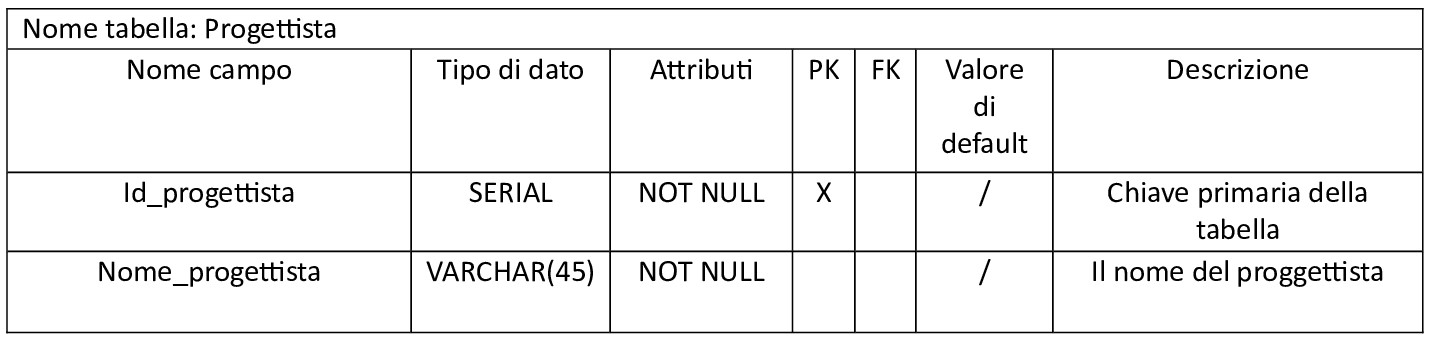 Nome tabella: Progettista
Nome campo Tipo di dato Attributi PK FK Valore di default Descrizione
Id_progettista SERIAL NOT NULL X / Chiave primaria della tabella
Nome_progettista VARCHAR(45) NOT NULL / Il nome del proggettista